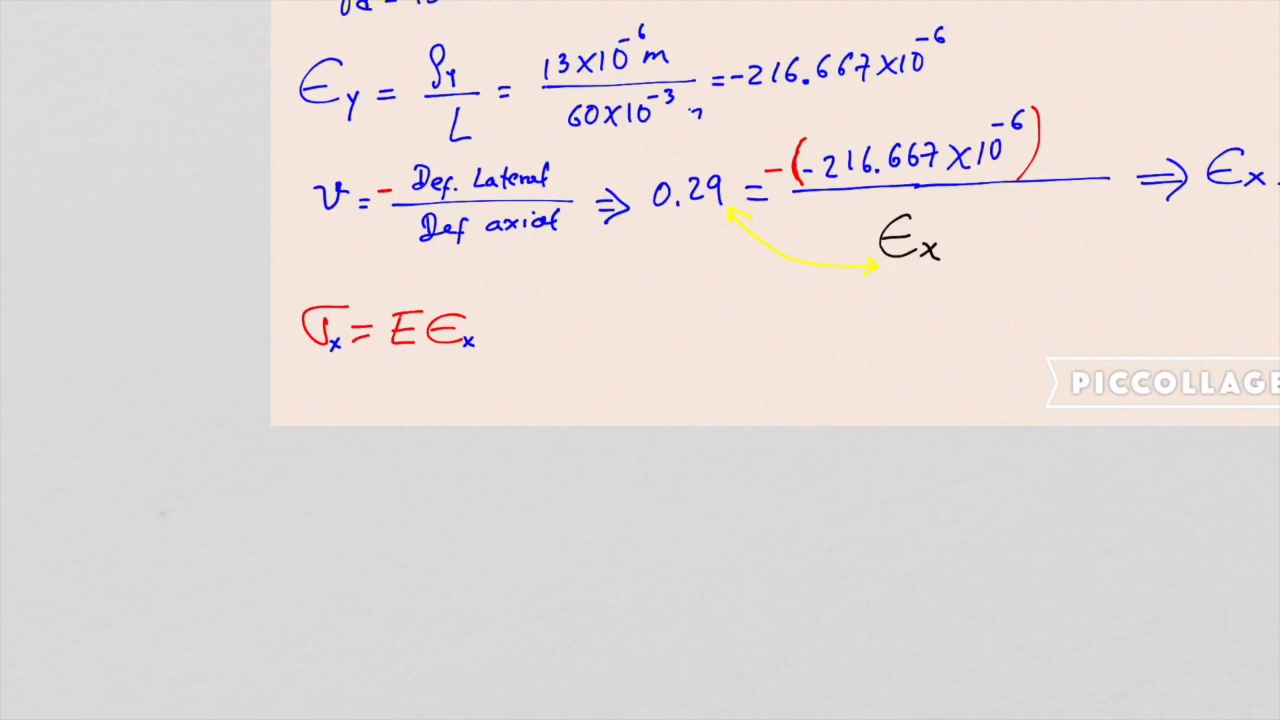 ϵy = ρy/L = 13×10⁻⁶ m / 60×10⁻³ = -216.667×10⁻⁶
ν = - Def. Lateral / Def axial ⇒ 0.29 = -(-216.667×10⁻⁶) / ϵx ⇒ ϵx
σx = E ϵx
PICCOLLAGE